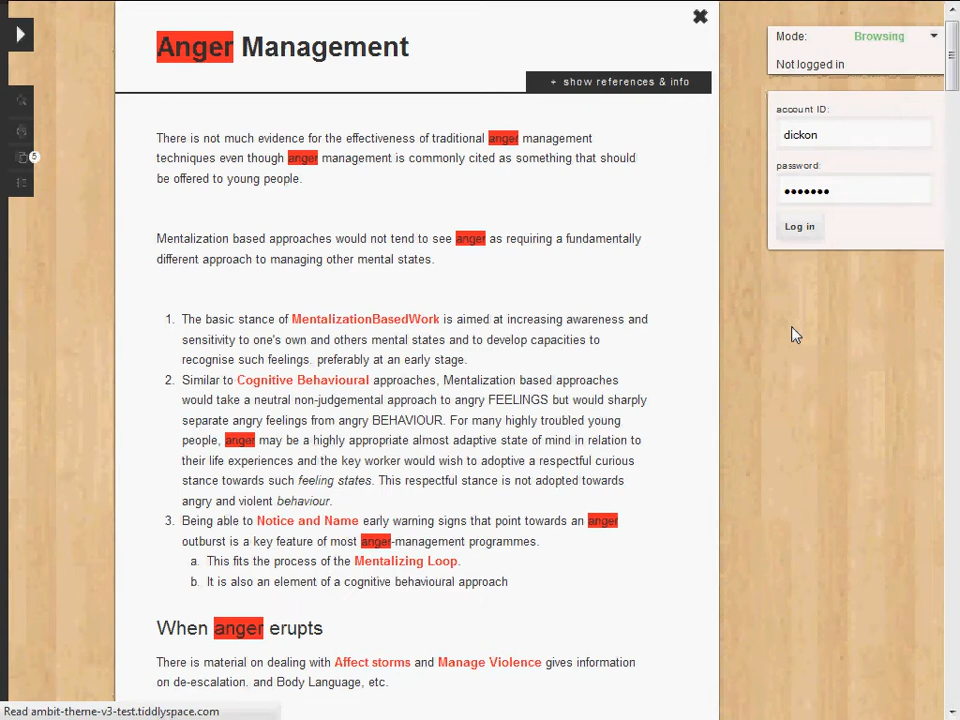 Anger Management
+ show references & info
There is not much evidence for the effectiveness of traditional anger management
techniques even though anger management is commonly cited as something that should
be offered to young people.
Mentalization based approaches would not tend to see anger as requiring a fundamentally
different approach to managing other mental states.
1. The basic stance of MentalizationBasedWork is aimed at increasing awareness and
sensitivity to one's own and others mental states and to develop capacities to
recognise such feelings. preferably at an early stage.
2. Similar to Cognitive Behavioural approaches, Mentalization based approaches
would take a neutral non-judgemental approach to angry FEELINGS but would sharply
separate angry feelings from angry BEHAVIOUR. For many highly troubled young
people, anger may be a highly appropriate almost adaptive state of mind in relation to
their life experiences and the key worker would wish to adoptive a respectful curious
stance towards such feeling states. This respectful stance is not adopted towards
angry and violent behaviour.
3. Being able to Notice and Name early warning signs that point towards an anger
outburst is a key feature of most anger-management programmes.
a. This fits the process of the Mentalizing Loop.
b. It is also an element of a cognitive behavioural approach
When anger erupts
There is material on dealing with Affect storms and Manage Violence gives information
on de-escalation. and Body Language, etc.
Mode: Browsing
Not logged in
account ID:
dickon
password:
•••••••
Log in
5
Read ambit-theme-v3-test.tiddlyspace.com